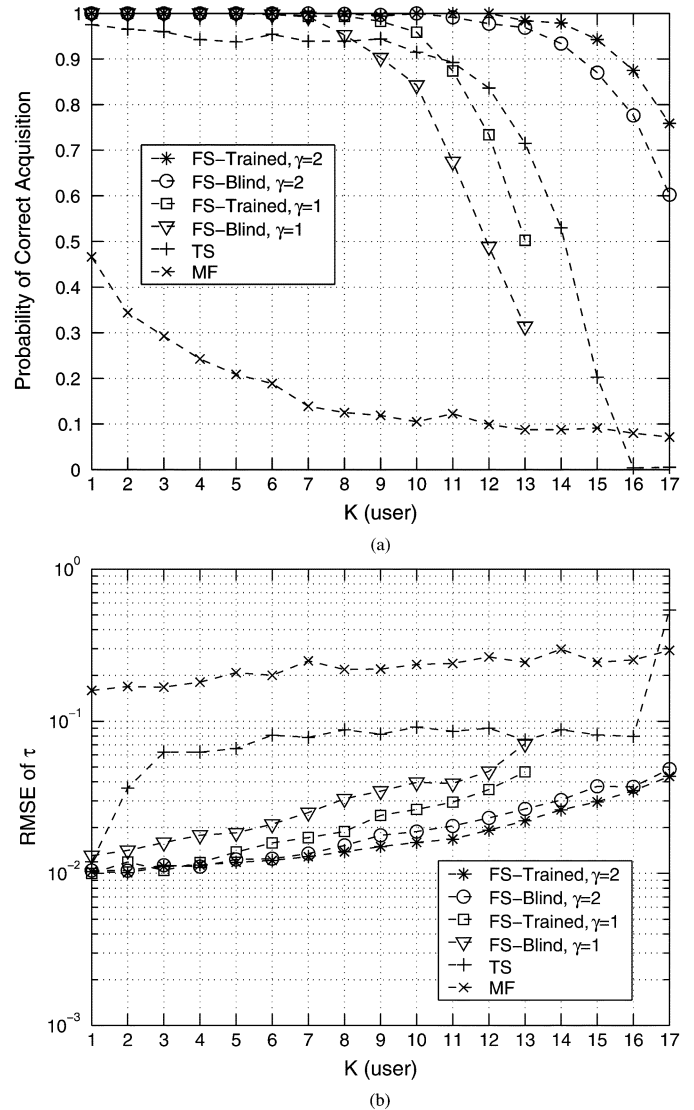 1
0.9
0.8
0.7
0.6
0.5
0.4
0.3
0.2
0.1
0
Probability of Correct Acquisition
FS-Trained, γ=2
FS-Blind, γ=2
FS-Trained, γ=1
FS-Blind, γ=1
TS
MF
1 2 3 4 5 6 7 8 9 10 11 12 13 14 15 16 17
K (user)
(a)
10^0
10^-1
10^-2
10^-3
RMSE of τ
FS-Trained, γ=2
FS-Blind, γ=2
FS-Trained, γ=1
FS-Blind, γ=1
TS
MF
1 2 3 4 5 6 7 8 9 10 11 12 13 14 15 16 17
K (user)
(b)